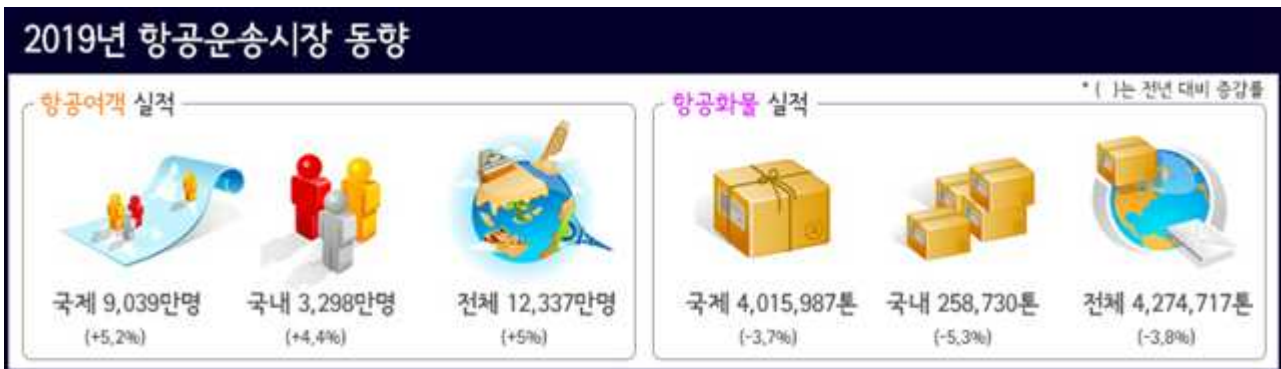 2019년 항공운송시장 동향
* ( )는 전년 대비 증감률
항공여객 실적
국제 9,039만명
(+5,2%)
국내 3,298만명
(+4,4%)
전체 12,337만명
(+5%)
항공화물 실적
국제 4,015,987톤
(-3,7%)
국내 258,730톤
(-5,3%)
전체 4,274,717톤
(-3,8%)